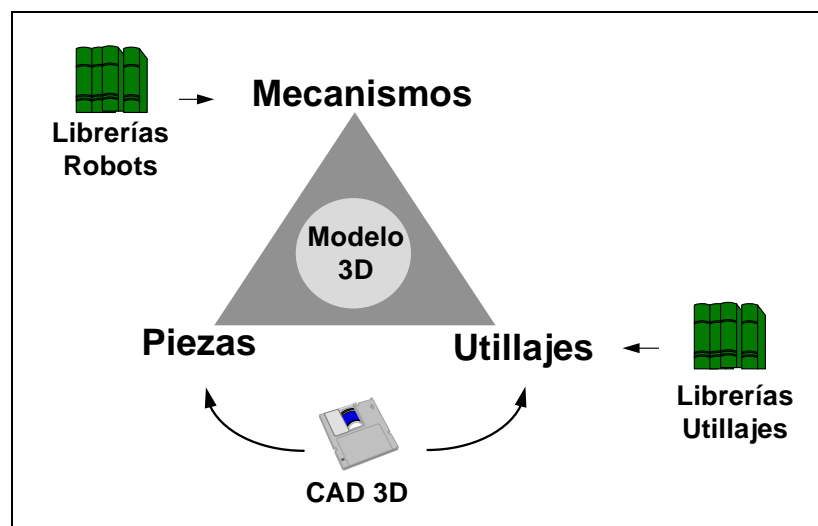 Mecanismos
Librerías
Robots
Modelo
3D
Piezas
Utillajes
Librerías
Utillajes
CAD 3D